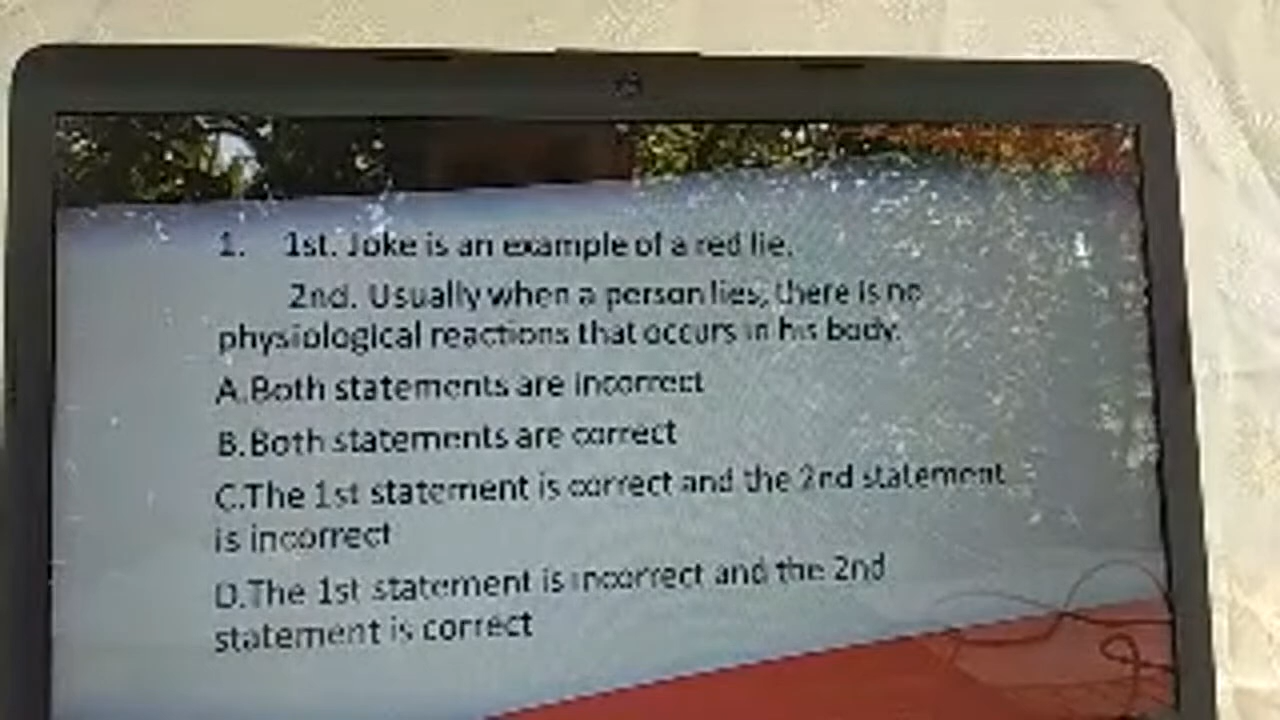 1. 1st. Joke is an example of a red lie.
2nd. Usually when a person lies, there is no
physiological reactions that occurs in his body.
A.Both statements are incorrect
B.Both statements are correct
C.The 1st statement is correct and the 2nd statement
is incorrect
D.The 1st statement is incorrect and the 2nd
statement is correct